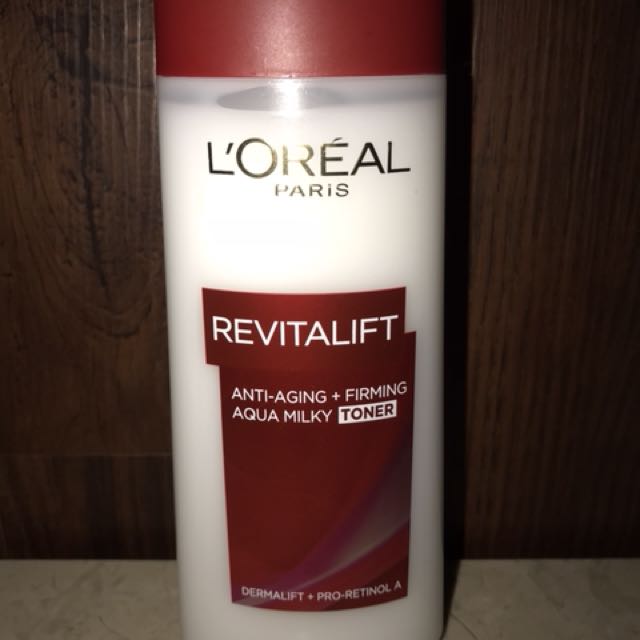 L'ORÉAL
PARiS
REVITALIFT
ANTI-AGING + FIRMING
AQUA MILKY TONER
DERMALIFT + PRO-RETINOL A